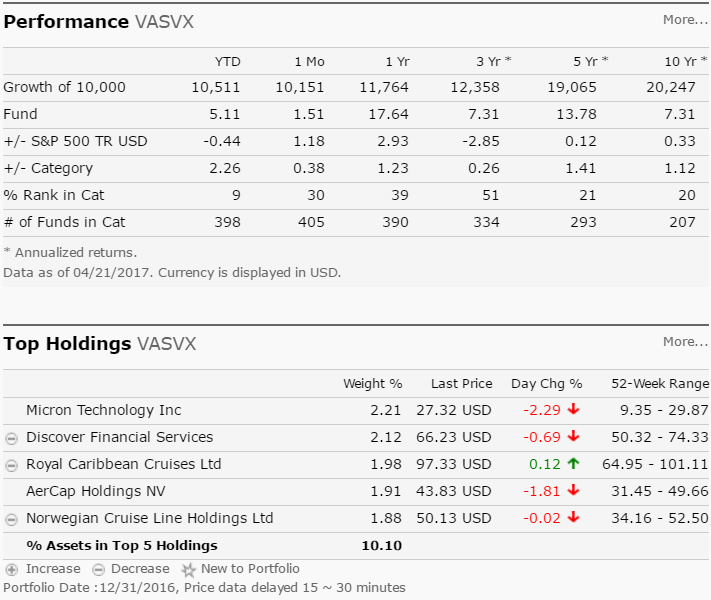 Performance VASVX More...
YTD 1 Mo 1 Yr 3 Yr * 5 Yr * 10 Yr *
Growth of 10,000 10,511 10,151 11,764 12,358 19,065 20,247
Fund 5.11 1.51 17.64 7.31 13.78 7.31
+/- S&P 500 TR USD -0.44 1.18 2.93 -2.85 0.12 0.33
+/- Category 2.26 0.38 1.23 0.26 1.41 1.12
% Rank in Cat 9 30 39 51 21 20
# of Funds in Cat 398 405 390 334 293 207
* Annualized returns.
Data as of 04/21/2017. Currency is displayed in USD.
Top Holdings VASVX More...
Weight % Last Price Day Chg % 52-Week Range
Micron Technology Inc 2.21 27.32 USD -2.29 9.35 - 29.87
Discover Financial Services 2.12 66.23 USD -0.69 50.32 - 74.33
Royal Caribbean Cruises Ltd 1.98 97.33 USD 0.12 64.95 - 101.11
AerCap Holdings NV 1.91 43.83 USD -1.81 31.45 - 49.66
Norwegian Cruise Line Holdings Ltd 1.88 50.13 USD -0.02 34.16 - 52.50
% Assets in Top 5 Holdings 10.10
Increase Decrease New to Portfolio
Portfolio Date :12/31/2016, Price data delayed 15 ~ 30 minutes